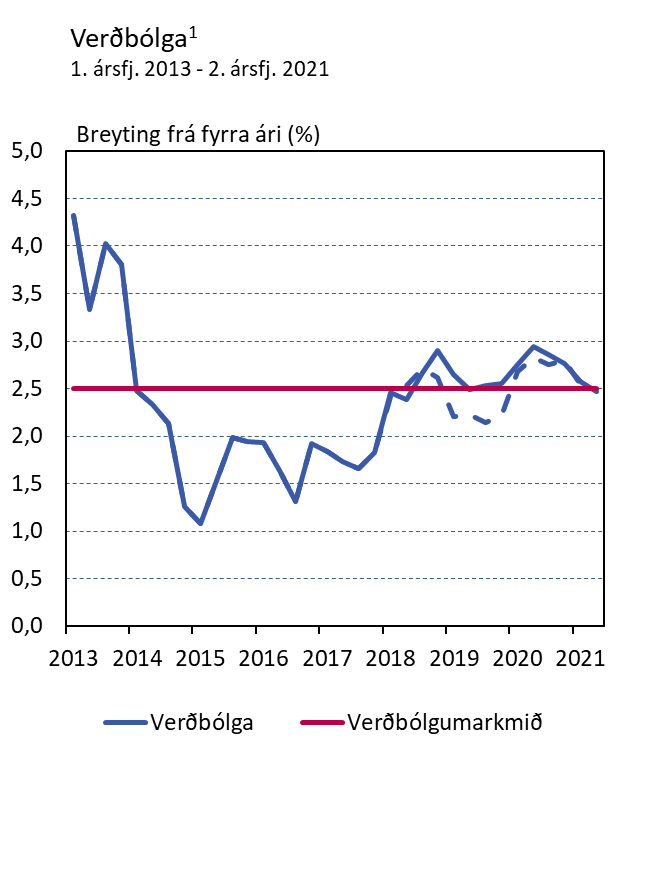 Verðbólga¹
1. ársfj. 2013 - 2. ársfj. 2021
Breyting frá fyrra ári (%)
5,0
4,5
4,0
3,5
3,0
2,5
2,0
1,5
1,0
0,5
0,0
2013 2014 2015 2016 2017 2018 2019 2020 2021
Verðbólga Verðbólgumarkmið